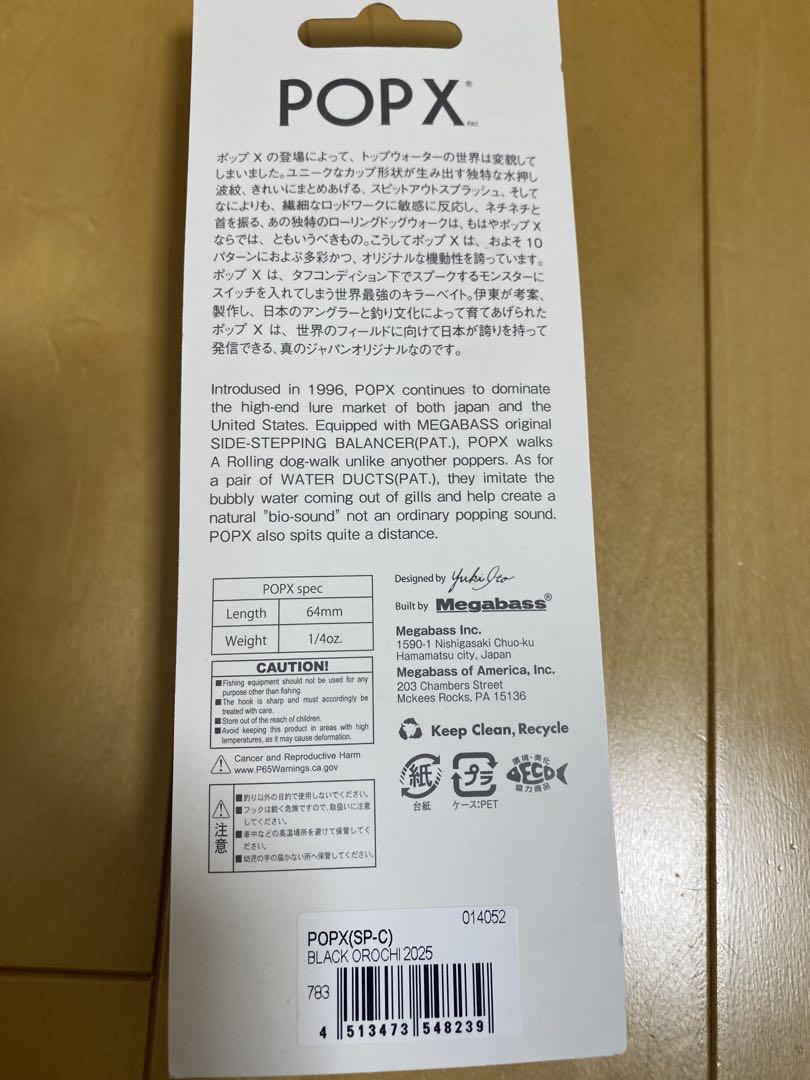 POP X®
PAT.
ポップ X の登場によって、トップウォーターの世界は変貌して
しまいました。ユニークなカップ形状が生み出す独特な水押し
波紋、きれいにまとめあげる、スピットアウトスプラッシュ、そして
なによりも、繊細なロッドワークに敏感に反応し、ネチネチと
首を振る、あの独特のローリングドッグウォークは、もはやポップ X
ならでは、ともいうべきもの。こうしてポップ X は、およそ 10
パターンにおよぶ多彩かつ、オリジナルな機動性を誇っています。
ポップ X は、タフコンディション下でスプークするモンスターに
スイッチを入れてしまう世界最強のキラーベイト。伊東が考案、
製作し、日本のアングラーと釣り文化によって育てあげられた
ポップ X は、世界のフィールドに向けて日本が誇りを持って
発信できる、真のジャパンオリジナルなのです。
Introdused in 1996, POPX continues to dominate
the high-end lure market of both japan and the
United States. Equipped with MEGABASS original
SIDE-STEPPING BALANCER(PAT.), POPX walks
A Rolling dog-walk unlike anyother poppers. As for
a pair of WATER DUCTS(PAT.), they imitate the
bubbly water coming out of gills and help create a
natural "bio-sound" not an ordinary popping sound.
POPX also spits quite a distance.
POPX spec
Length 64mm
Weight 1/4oz.
CAUTION!
■Fishing equipment should not be used for any
purpose other than fishing.
■The hook is sharp and must accordingly be
treated with care.
■Store out of the reach of children.
■Avoid keeping this product in areas with high
temperatures, as it may cause deformation.
Cancer and Reproductive Harm
www.P65Warnings.ca.gov
注意
■釣り以外の目的で使用しないでください。
■フックは鋭く危険ですので、取扱いに注意
してください。
■車中などの高温場所を避けて保管してく
ださい。
■幼児の手の届かない所へ保管してください。
Designed by Yuki Ito
Built by Megabass®
Megabass Inc.
1590-1 Nishigasaki Chuo-ku
Hamamatsu city, Japan
Megabass of America, Inc.
203 Chambers Street
Mckees Rocks, PA 15136
Keep Clean, Recycle
紙
台紙
プラ
ケース:PET
環境・美化
ECO
協力商品
014052
POPX(SP-C)
BLACK OROCHI 2025
783
4 513473 548239